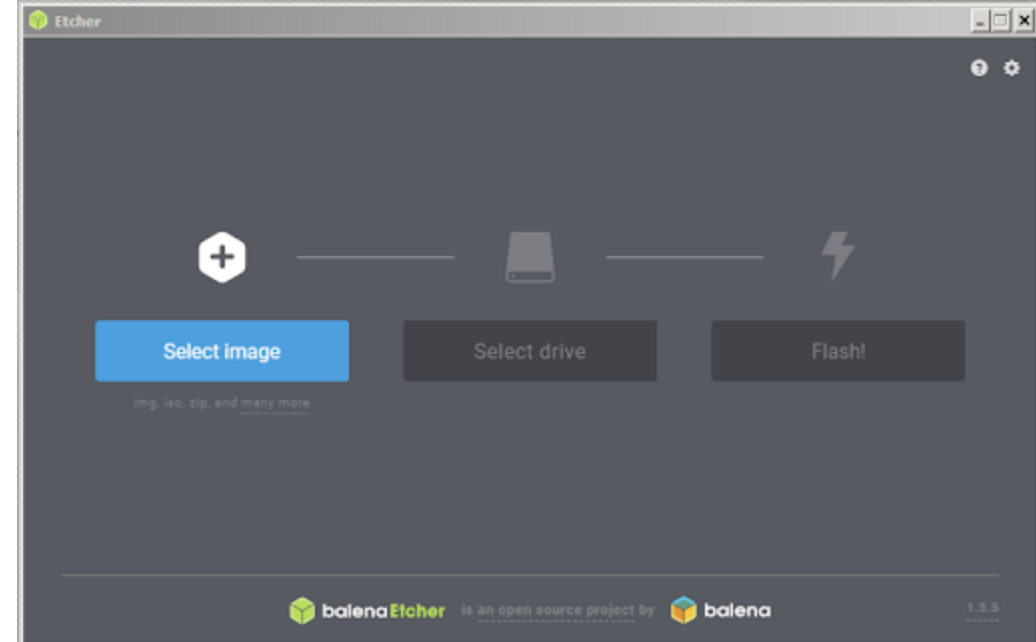 Etcher
Select image
Select drive
Flash!
img, iso, zip, and many more
balenaEtcher is an open source project by balena
1.5.5